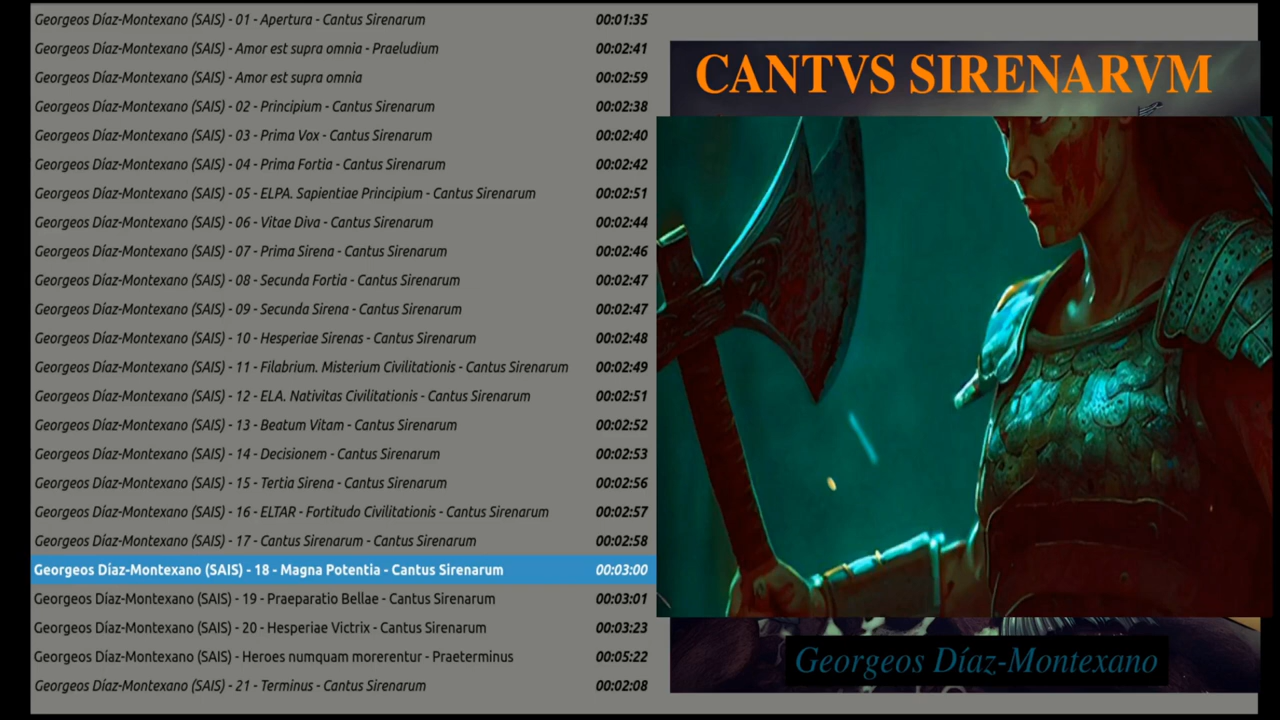 Georgeos Díaz-Montexano (SAIS) - 01 - Apertura - Cantus Sirenarum 00:01:35
Georgeos Díaz-Montexano (SAIS) - Amor est supra omnia - Praeludium 00:02:41
Georgeos Díaz-Montexano (SAIS) - Amor est supra omnia 00:02:59
Georgeos Díaz-Montexano (SAIS) - 02 - Principium - Cantus Sirenarum 00:02:38
Georgeos Díaz-Montexano (SAIS) - 03 - Prima Vox - Cantus Sirenarum 00:02:40
Georgeos Díaz-Montexano (SAIS) - 04 - Prima Fortia - Cantus Sirenarum 00:02:42
Georgeos Díaz-Montexano (SAIS) - 05 - ELPA. Sapientiae Principium - Cantus Sirenarum 00:02:51
Georgeos Díaz-Montexano (SAIS) - 06 - Vitae Diva - Cantus Sirenarum 00:02:44
Georgeos Díaz-Montexano (SAIS) - 07 - Prima Sirena - Cantus Sirenarum 00:02:46
Georgeos Díaz-Montexano (SAIS) - 08 - Secunda Fortia - Cantus Sirenarum 00:02:47
Georgeos Díaz-Montexano (SAIS) - 09 - Secunda Sirena - Cantus Sirenarum 00:02:47
Georgeos Díaz-Montexano (SAIS) - 10 - Hesperiae Sirenas - Cantus Sirenarum 00:02:48
Georgeos Díaz-Montexano (SAIS) - 11 - Filabrium. Misterium Civilitationis - Cantus Sirenarum 00:02:49
Georgeos Díaz-Montexano (SAIS) - 12 - ELA. Nativitas Civilitationis - Cantus Sirenarum 00:02:51
Georgeos Díaz-Montexano (SAIS) - 13 - Beatum Vitam - Cantus Sirenarum 00:02:52
Georgeos Díaz-Montexano (SAIS) - 14 - Decisionem - Cantus Sirenarum 00:02:53
Georgeos Díaz-Montexano (SAIS) - 15 - Tertia Sirena - Cantus Sirenarum 00:02:56
Georgeos Díaz-Montexano (SAIS) - 16 - ELTAR - Fortitudo Civilitationis - Cantus Sirenarum 00:02:57
Georgeos Díaz-Montexano (SAIS) - 17 - Cantus Sirenarum - Cantus Sirenarum 00:02:58
Georgeos Díaz-Montexano (SAIS) - 18 - Magna Potentia - Cantus Sirenarum 00:03:00
Georgeos Díaz-Montexano (SAIS) - 19 - Praeparatio Bellae - Cantus Sirenarum 00:03:01
Georgeos Díaz-Montexano (SAIS) - 20 - Hesperiae Victrix - Cantus Sirenarum 00:03:23
Georgeos Díaz-Montexano (SAIS) - Heroes numquam morerentur - Praeterminus 00:05:22
Georgeos Díaz-Montexano (SAIS) - 21 - Terminus - Cantus Sirenarum 00:02:08
CANTVS SIRENARVM
Georgeos Díaz-Montexano